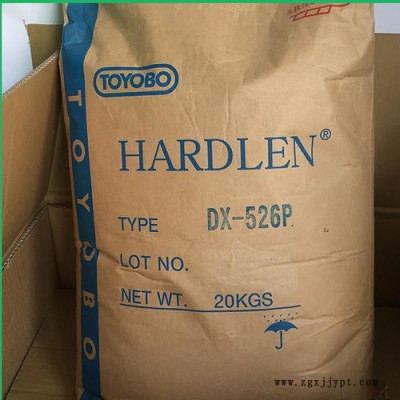 TOYOBO
TOYOBO
HARDLEN®
TYPE DX-526P
LOT NO.
NET WT. 20KGS
www.zgxjjypt.com